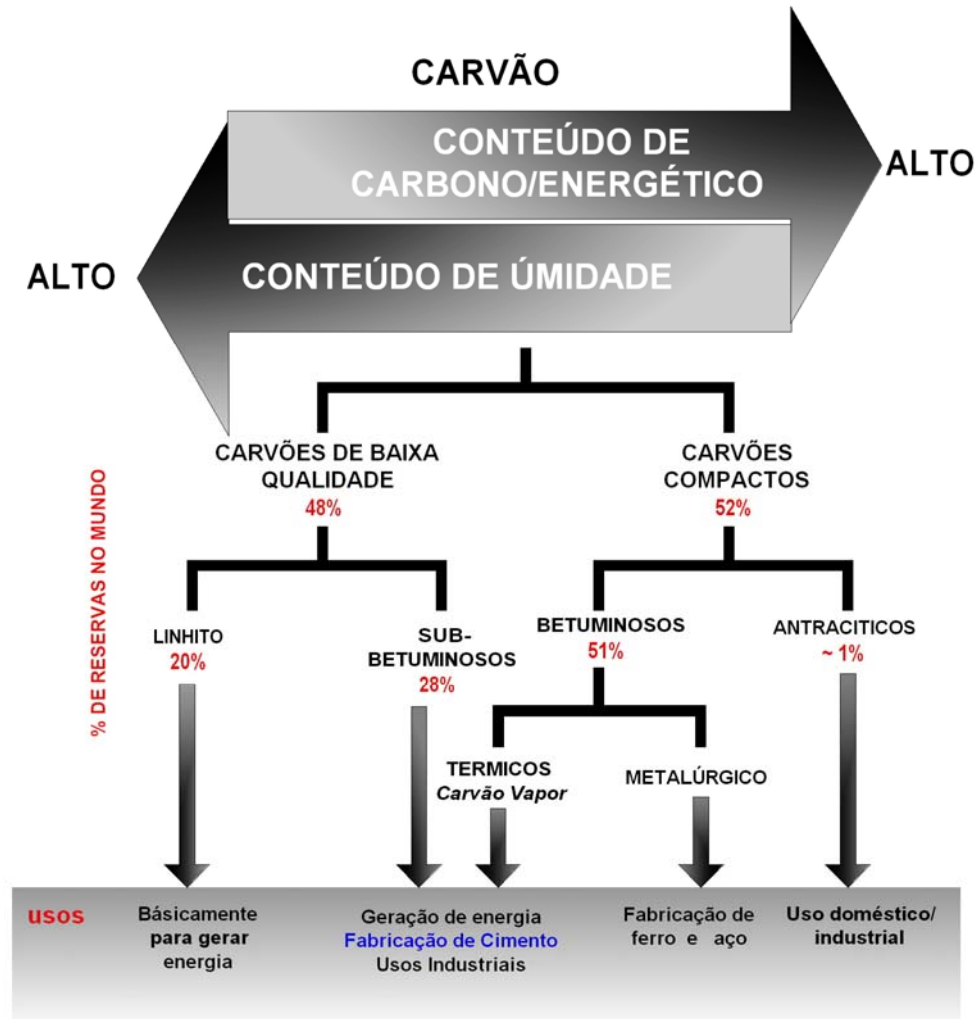 CARVÃO
CONTEÚDO DE
CARBONO/ENERGÉTICO
ALTO
ALTO
CONTEÚDO DE ÚMIDADE
% DE RESERVAS NO MUNDO
CARVÕES DE BAIXA
QUALIDADE
48%
CARVÕES
COMPACTOS
52%
LINHITO
20%
SUB-
BETUMINOSOS
28%
BETUMINOSOS
51%
ANTRACITICOS
~ 1%
TERMICOS
Carvão Vapor
METALÚRGICO
usos
Básicamente
para gerar
energia
Geração de energia
Fabricação de Cimento
Usos Industriais
Fabricação de
ferro e aço
Uso doméstico/
industrial